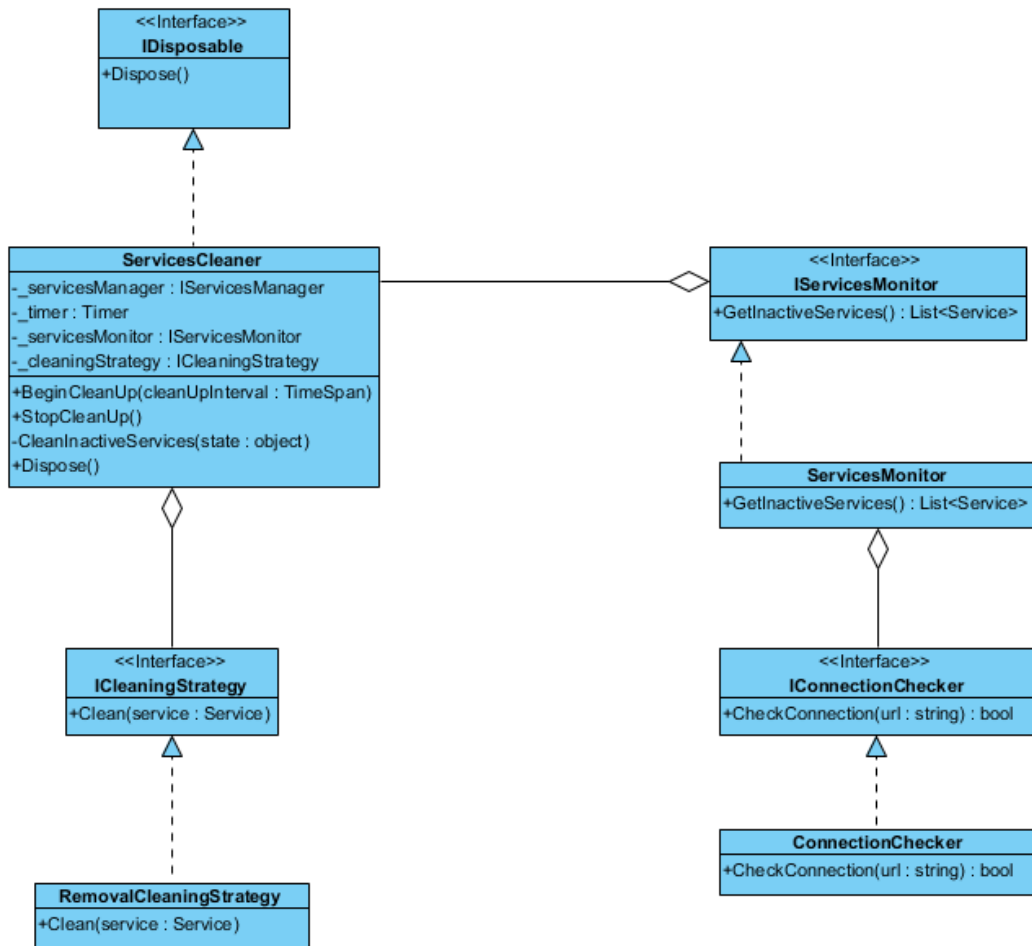 <<Interface>>
IDisposable
+Dispose()
ServicesCleaner
-_servicesManager : IServicesManager
-_timer : Timer
-_servicesMonitor : IServicesMonitor
-_cleaningStrategy : ICleaningStrategy
+BeginCleanUp(cleanUpInterval : TimeSpan)
+StopCleanUp()
-CleanInactiveServices(state : object)
+Dispose()
<<Interface>>
IServicesMonitor
+GetInactiveServices() : List<Service>
ServicesMonitor
+GetInactiveServices() : List<Service>
<<Interface>>
ICleaningStrategy
+Clean(service : Service)
<<Interface>>
IConnectionChecker
+CheckConnection(url : string) : bool
ConnectionChecker
+CheckConnection(url : string) : bool
RemovalCleaningStrategy
+Clean(service : Service)